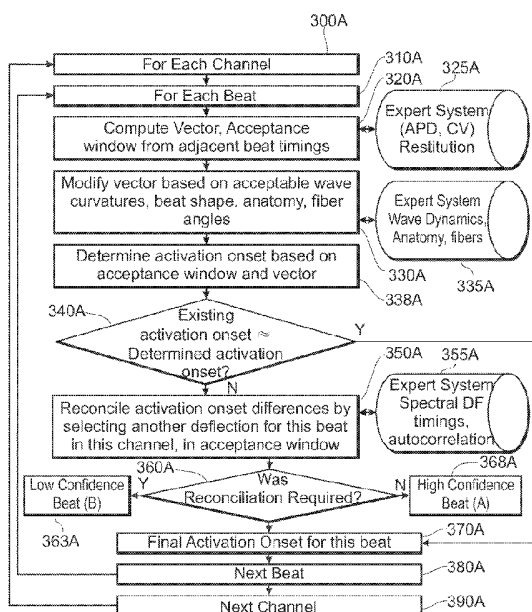 300A
For Each Channel
310A
For Each Beat
320A
325A
Compute Vector, Acceptance
window from adjacent beat timings
Expert System
(APD, CV)
Restitution
Modify vector based on acceptable wave
curvatures, beat shape, anatomy, fiber
angles
Expert System
Wave Dynamics,
Anatomy, fibers
330A
335A
Determine activation onset based on
acceptance window and vector
338A
340A
Existing
activation onset ≈
Determined activation
onset?
Y
N
350A
355A
Reconcile activation onset differences by
selecting another deflection for this beat
in this channel, in acceptance window
Expert System
Spectral DF
timings,
autocorrelation
360A
Was
Reconciliation
Required?
Y
N
368A
Low Confidence
Beat (B)
High Confidence
Beat (A)
363A
370A
Final Activation Onset for this beat
Next Beat
380A
Next Channel
390A